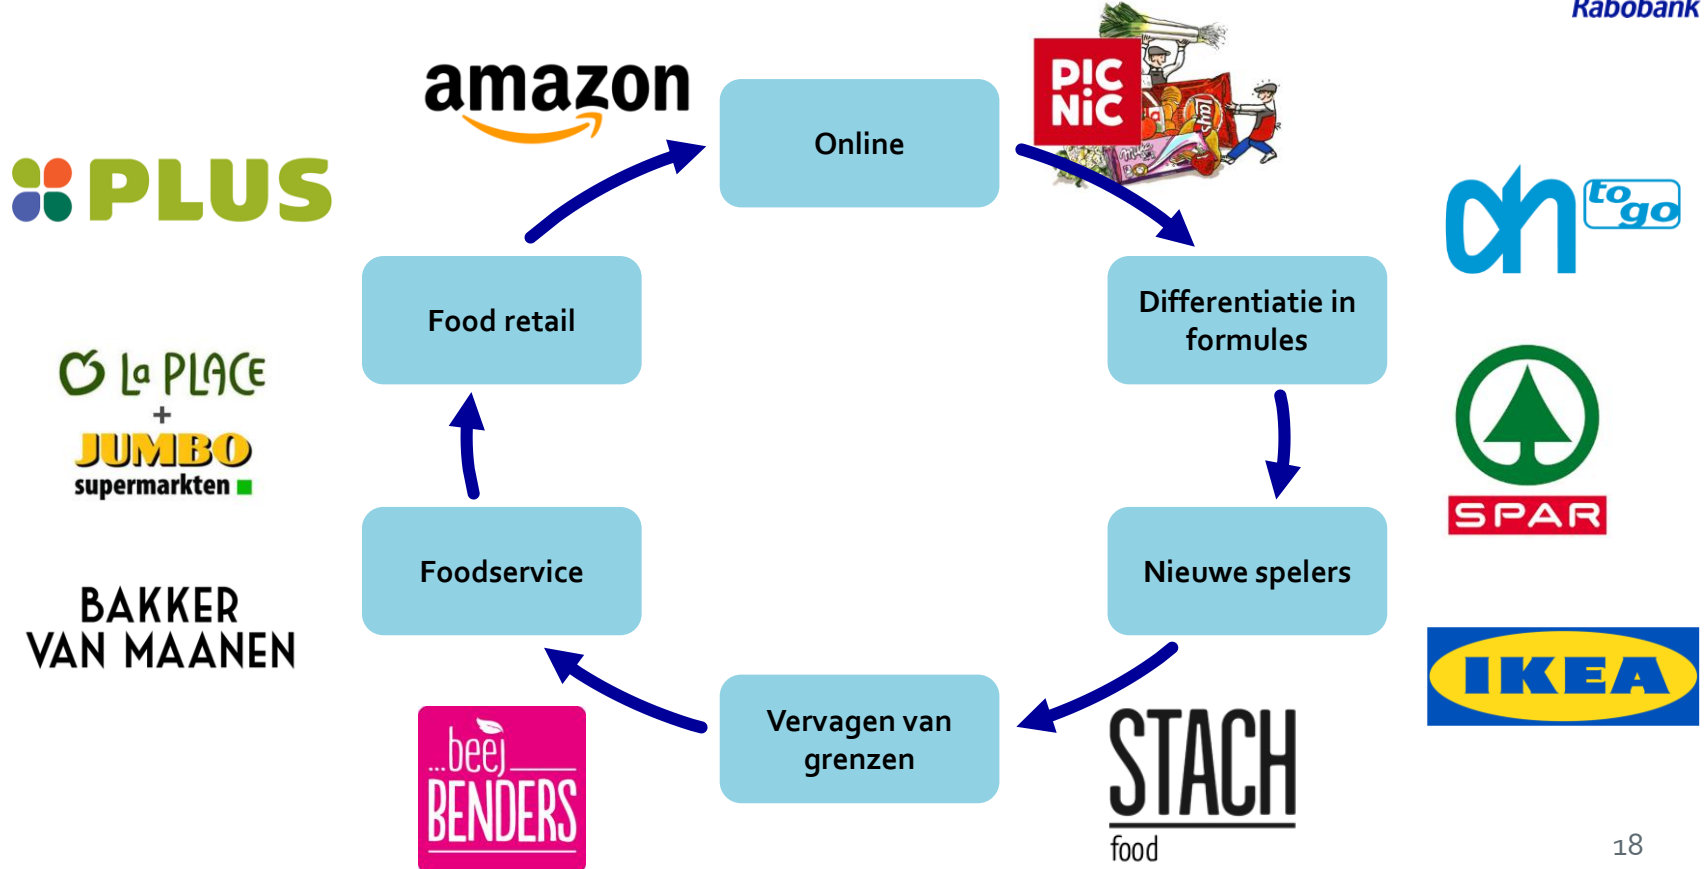 Rabobank
amazon
Online
PIC
NiC
Lay's
PLUS
to
go
Food retail
Differentiatie in
formules
La PLACE
+
JUMBO
supermarkten
SPAR
Foodservice
Nieuwe spelers
BAKKER
VAN MAANEN
IKEA
Vervagen van
grenzen
...beej
BENDERS
STACH
food
18